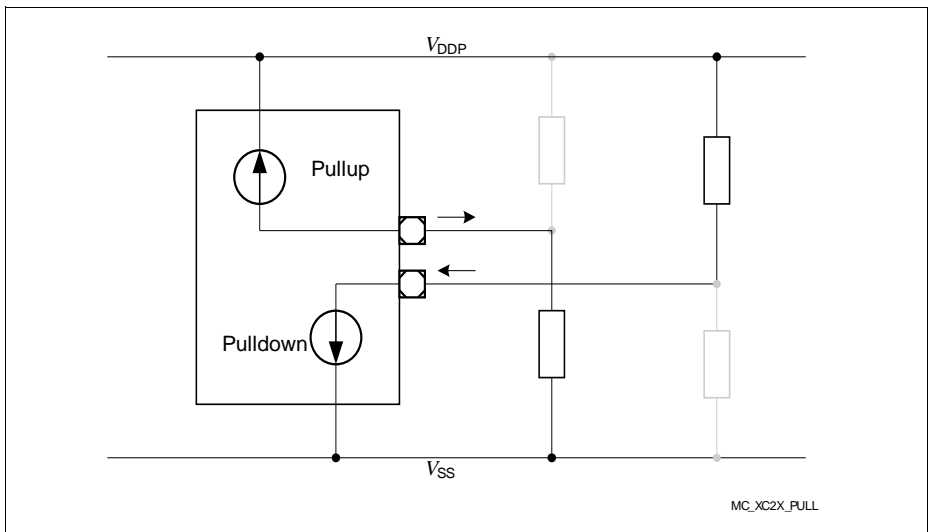 VDDP
Pullup
Pulldown
VSS
MC_XC2X_PULL